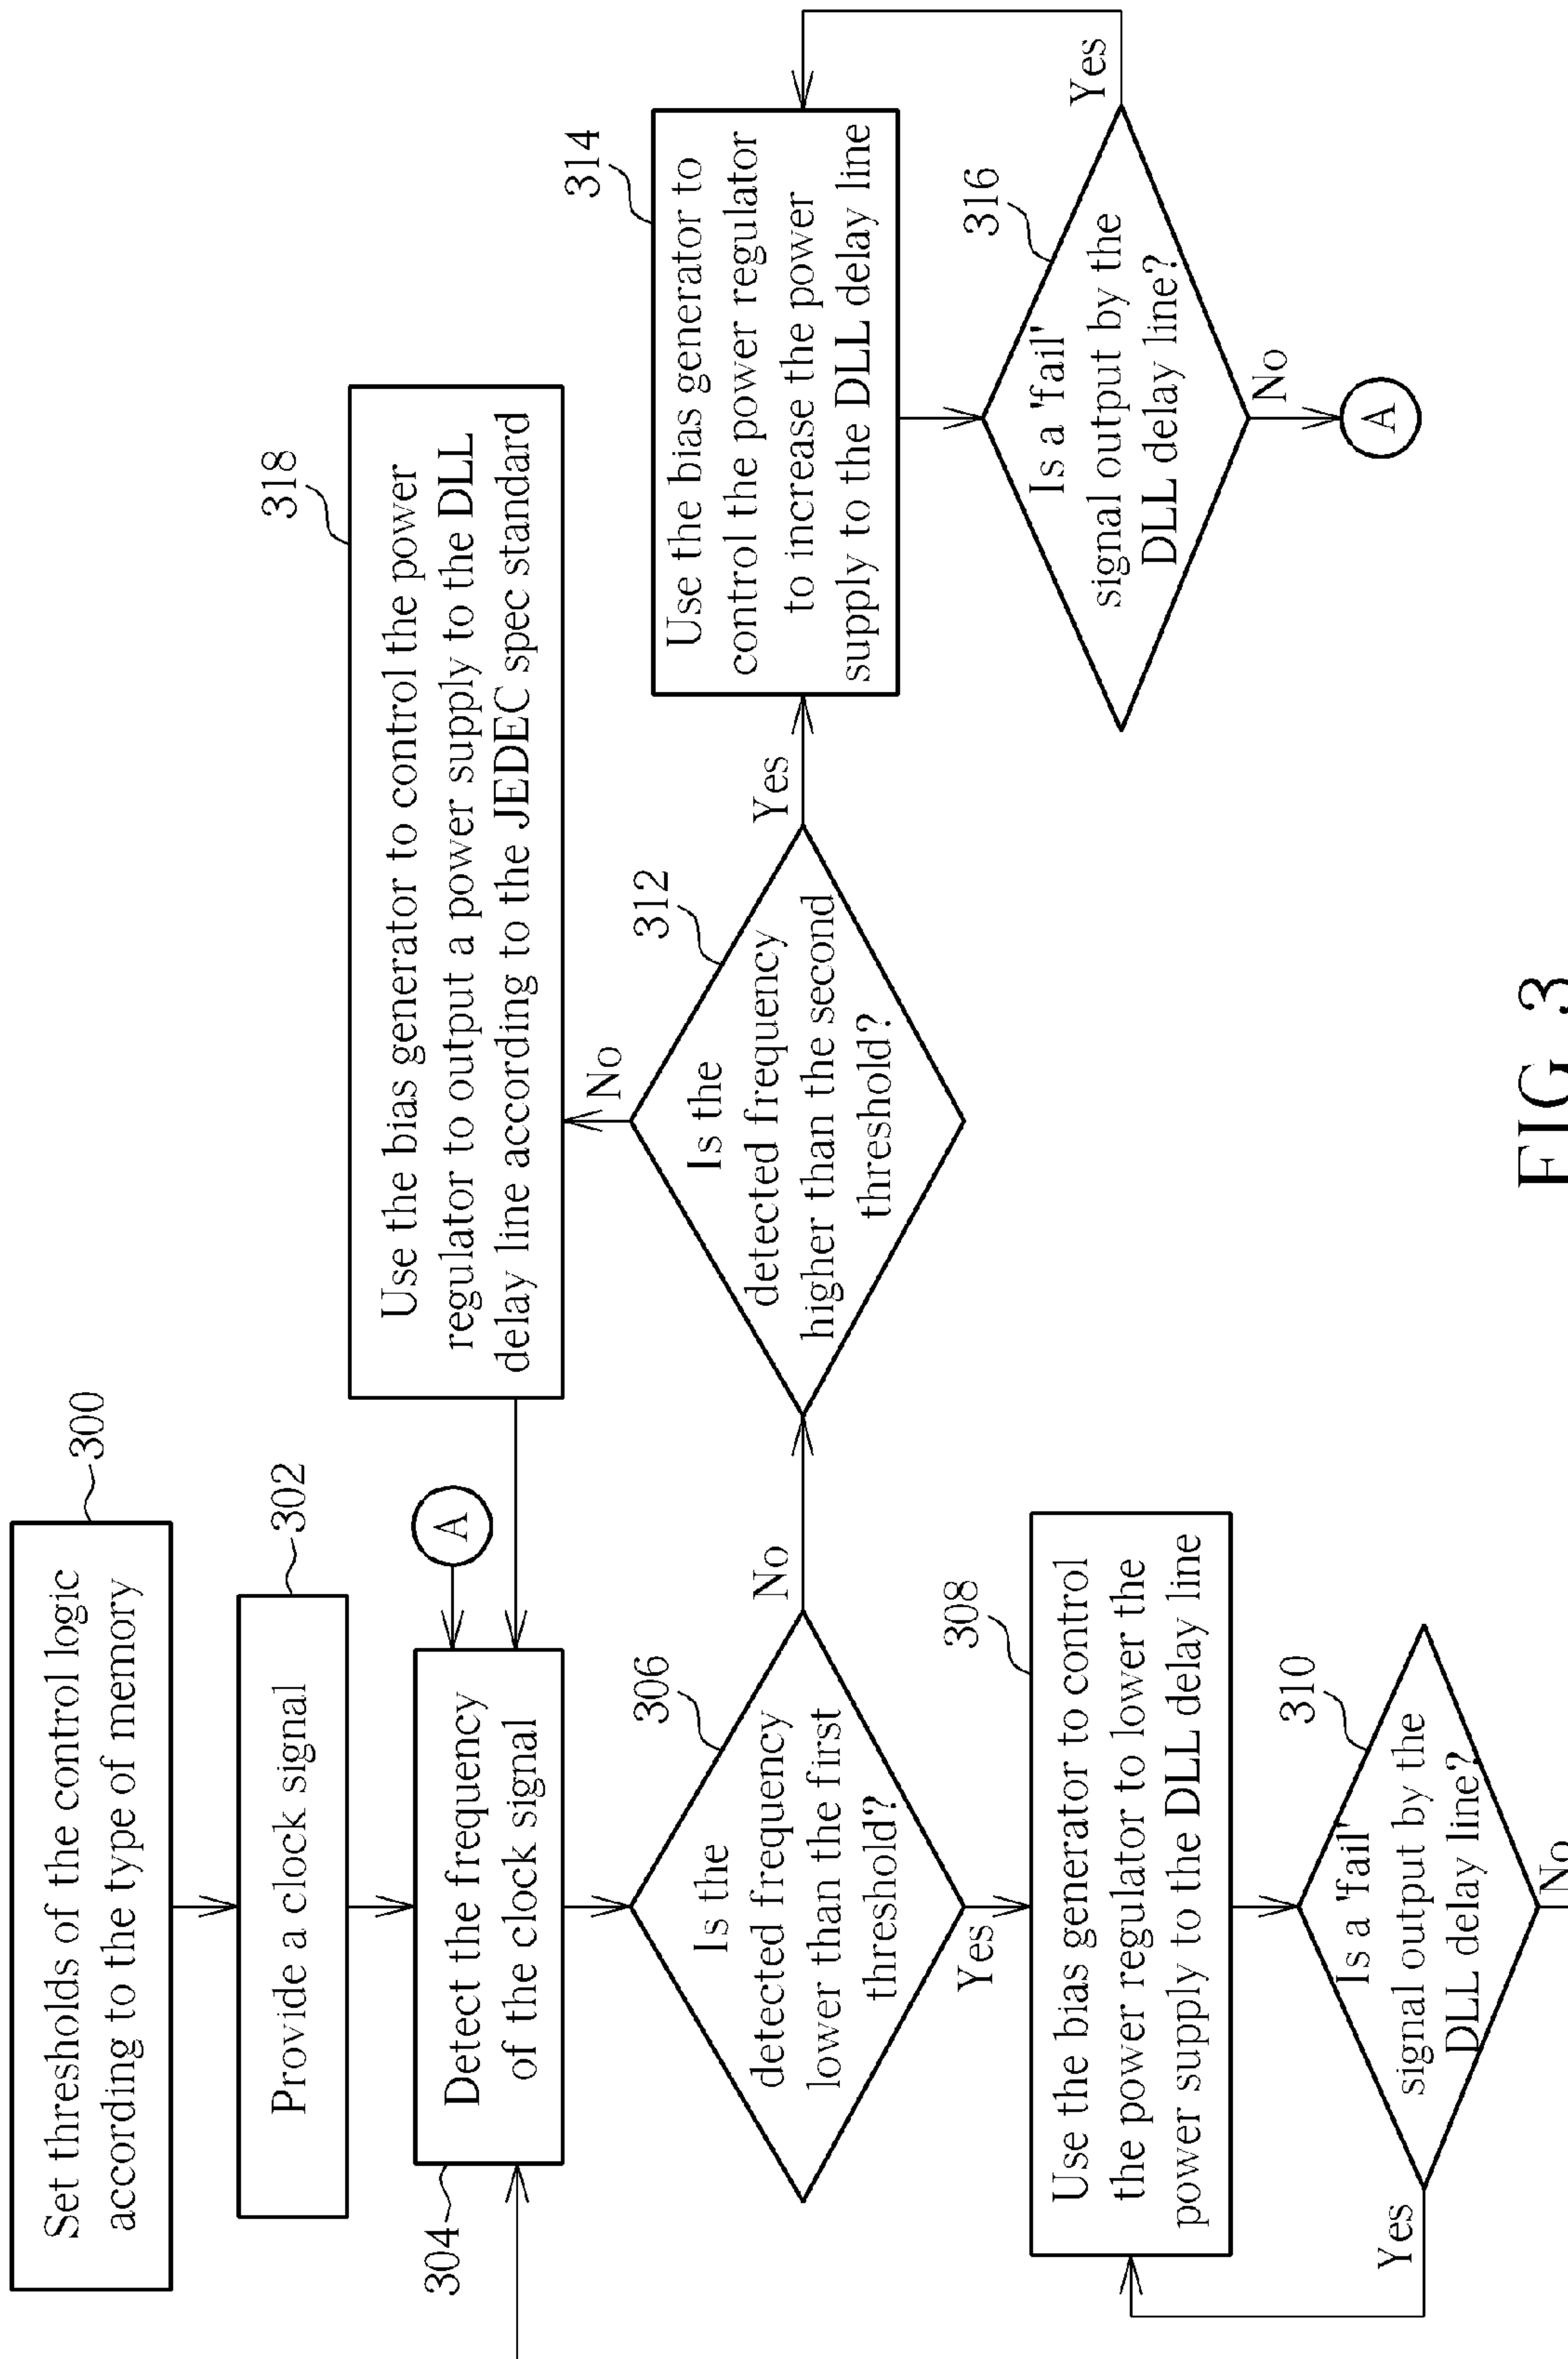 300
Set thresholds of the control logic
according to the type of memory
302
Provide a clock signal
A
304
Detect the frequency
of the clock signal
318
Use the bias generator to control the power
regulator to output a power supply to the DLL
delay line according to the JEDEC spec standard
306
Is the
detected frequency
lower than the first
threshold?
No
Yes
312
Is the
detected frequency
higher than the second
threshold?
No
Yes
314
Use the bias generator to
control the power regulator
to increase the power
supply to the DLL delay line
316
Is a 'fail'
signal output by the
DLL delay line?
Yes
No
A
308
Use the bias generator to control
the power regulator to lower the
power supply to the DLL delay line
310
Is a 'fail'
signal output by the
DLL delay line?
Yes
No
FIG 3